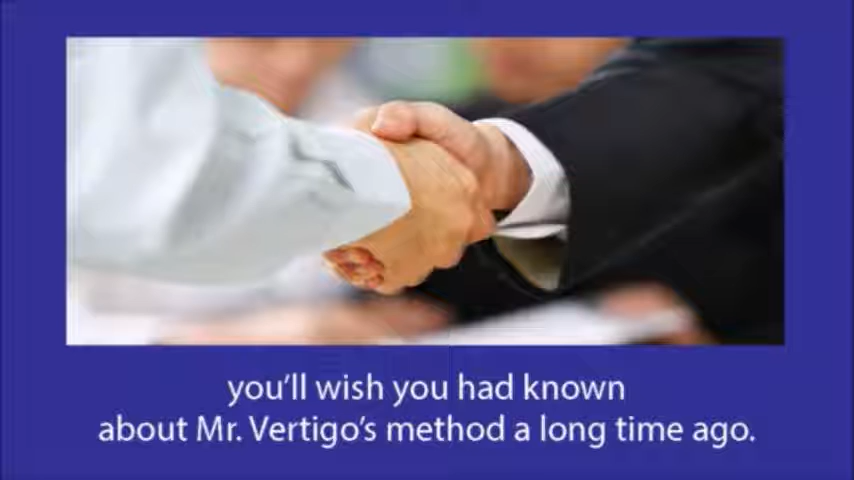 you’ll wish you had known
about Mr. Vertigo’s method a long time ago.